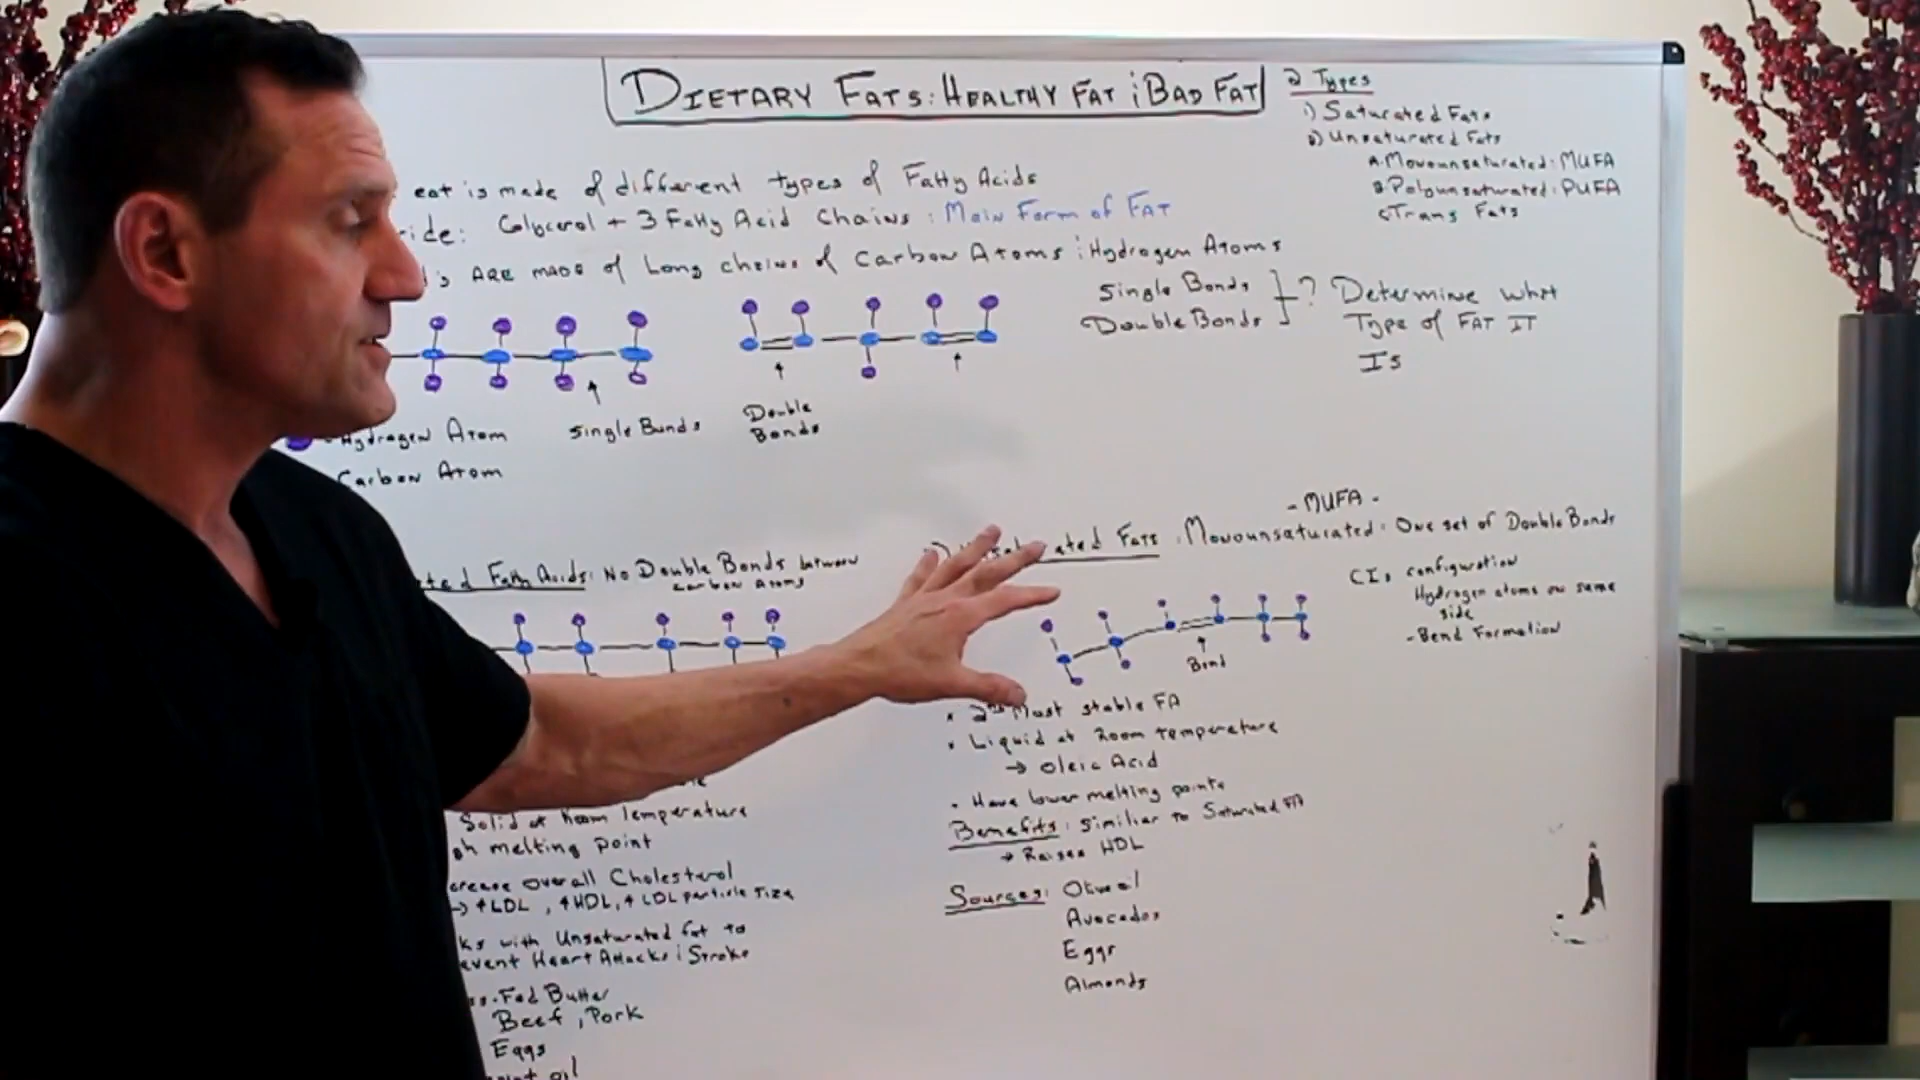 DIETARY FATS: HEALTHY FAT ; BAD FAT
2 Types
1) Saturated Fats
2) Unsaturated Fats
A. Monounsaturated: MUFA
B. Polyunsaturated: PUFA
C Trans Fats
eat is made of different types of Fatty Acids
ride: Glycerol + 3 Fatty Acid Chains : Main Form of FAT
d's ARE MADE of Long chains of Carbon Atoms ; Hydrogen Atoms
Single Bonds
Double Bonds
? Determine what
Type of FAT IT
Is
Hydrogen Atom
Single Bonds
Double
Bonds
Carbon Atom
ted Fatty Acids: No Double Bonds between
carbon atoms
Solid at Room Temperature
gh melting point
crease overall Cholesterol
→ ↑LDL , ↑HDL, ↑ LDL particle size
ks with Unsaturated fat to
event Heart Attacks ; Stroke
ss-Fed Butter
Beef , Pork
Eggs
oil
- MUFA -
ated Fats : Monounsaturated: One set of Double Bonds
CIs configuration
Hydrogen atoms on same
side
- Bend Formation
Bend
2nd Most stable FA
Liquid at Room temperature
→ Oleic Acid
Have lower melting points
Benefits: Similiar to Saturated FA
→ Raises HDL
Sources: Olive oil
Avocados
Eggs
Almonds